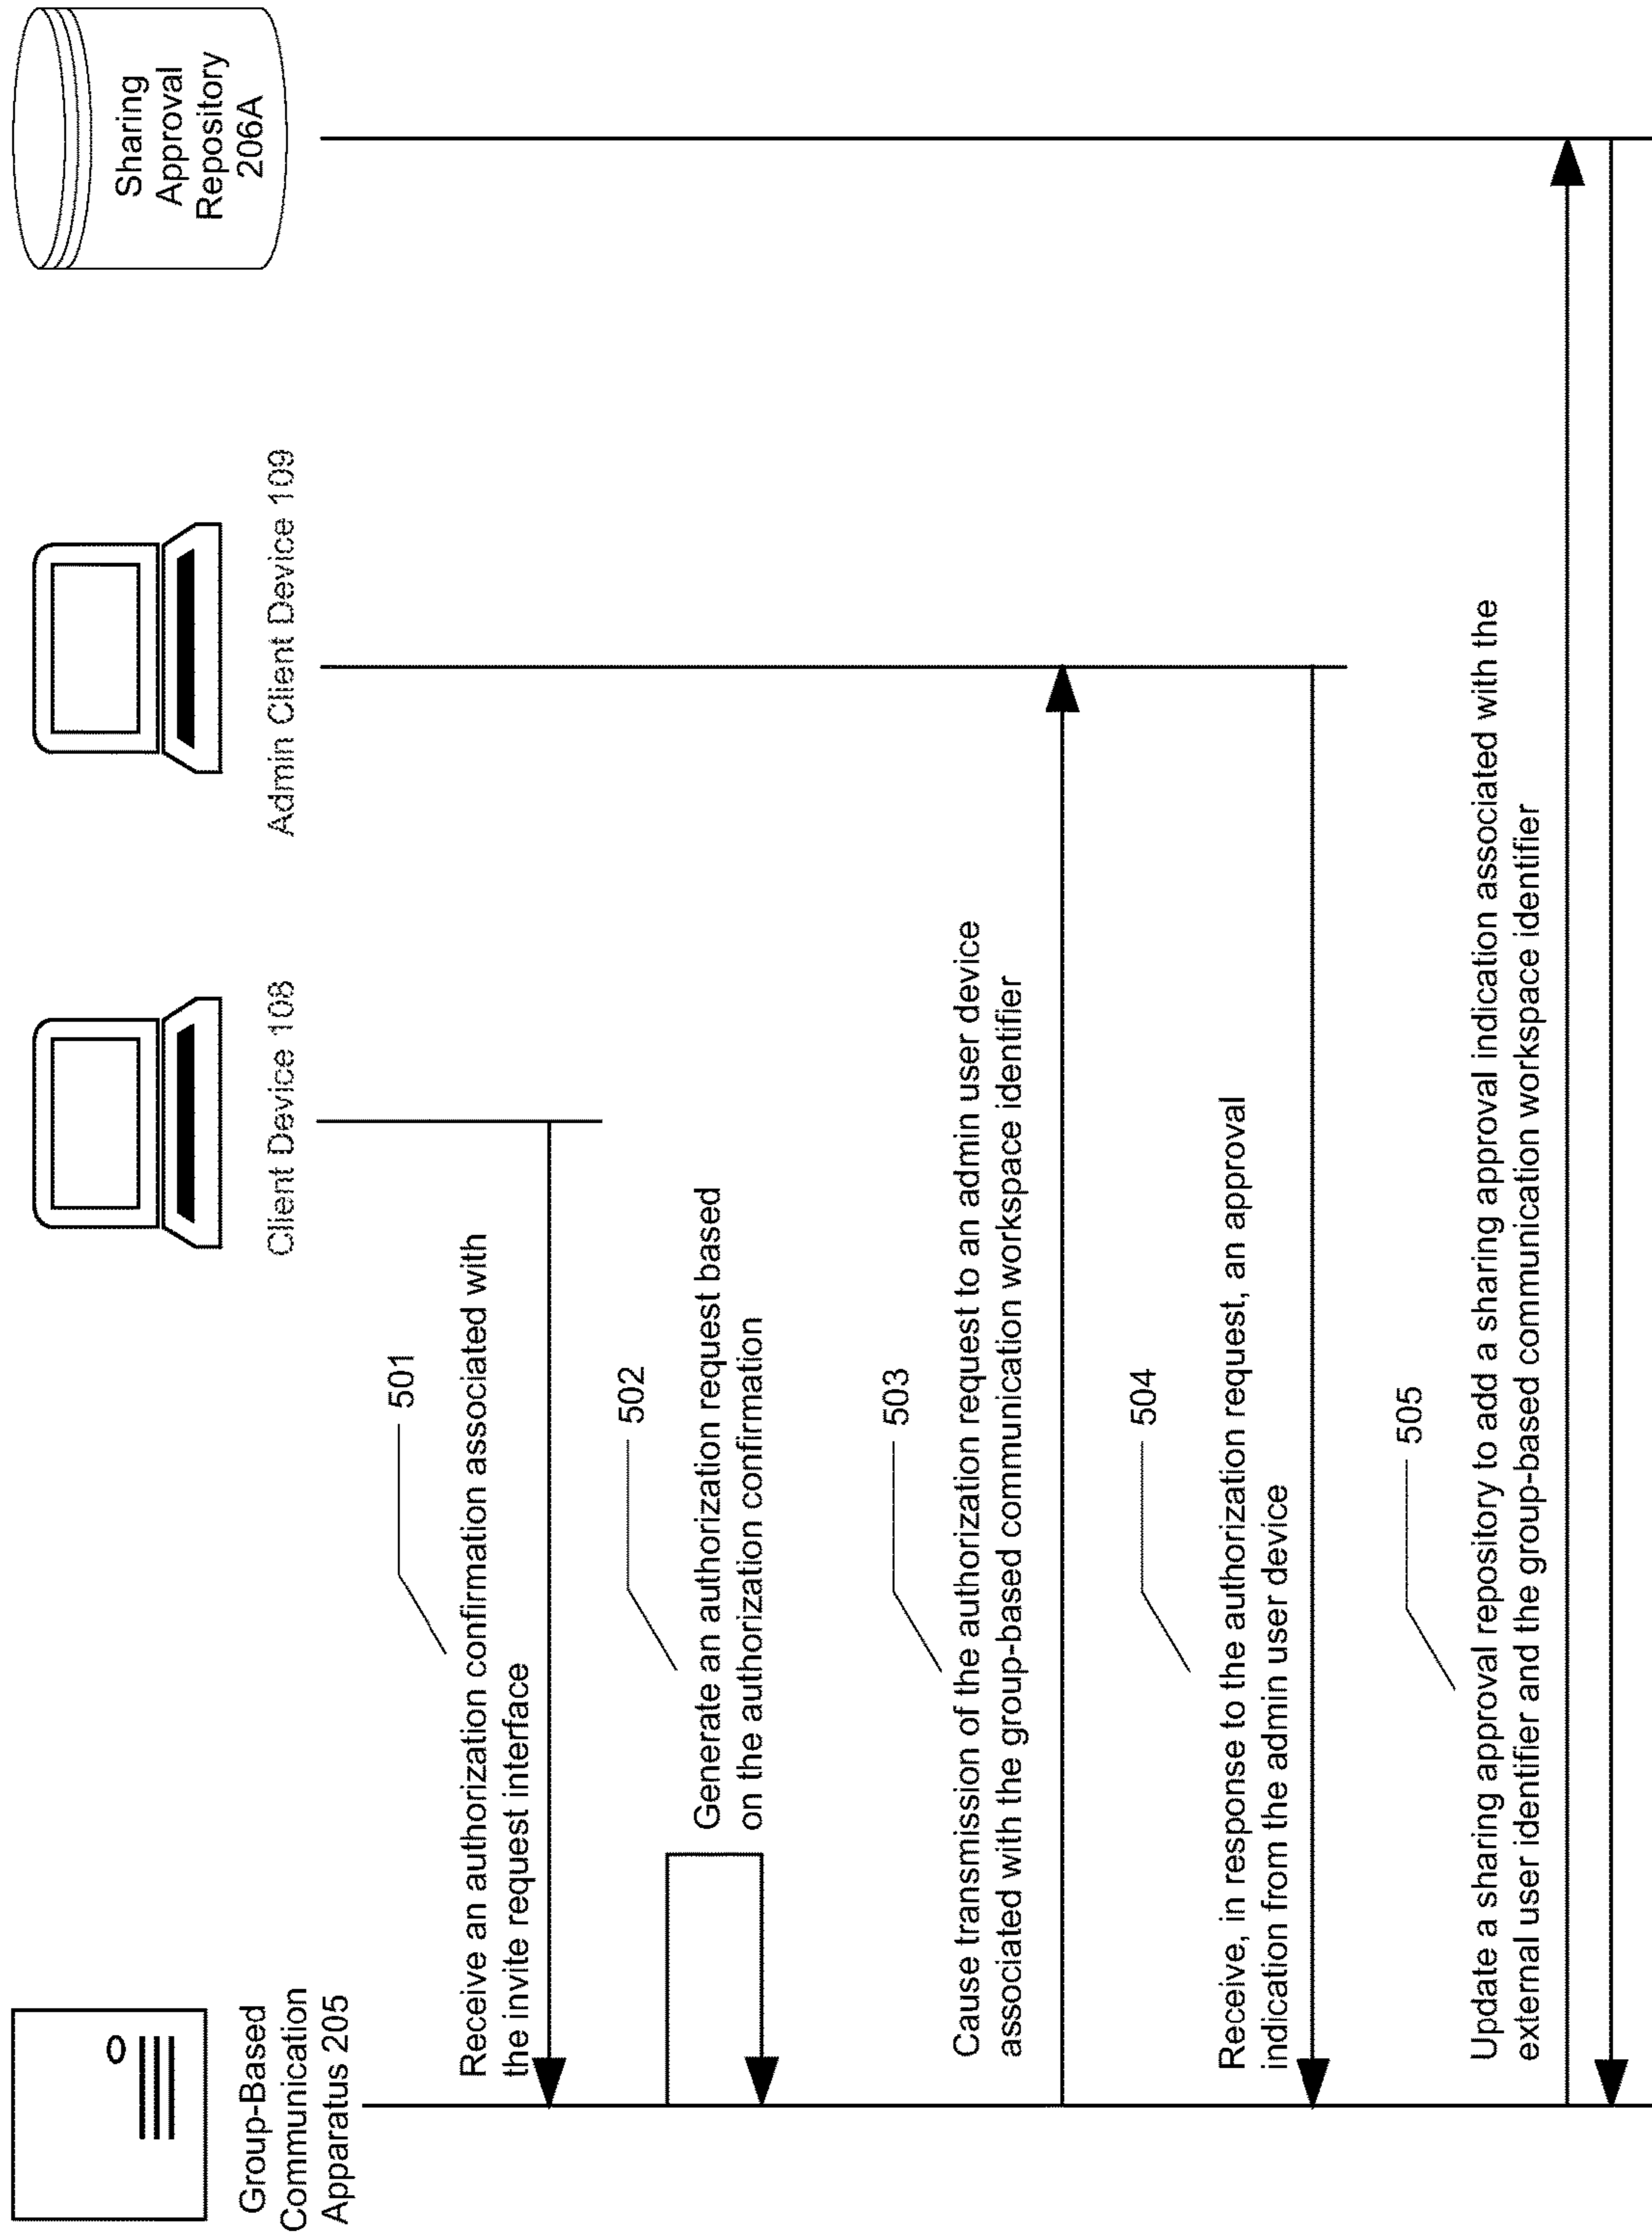 Group-Based
Communication
Apparatus 205
Client Device 108
Admin Client Device 109
Sharing
Approval
Repository
206A
501
Receive an authorization confirmation associated with
the invite request interface
502
Generate an authorization request based
on the authorization confirmation
503
Cause transmission of the authorization request to an admin user device
associated with the group-based communication workspace identifier
504
Receive, in response to the authorization request, an approval
indication from the admin user device
505
Update a sharing approval repository to add a sharing approval indication associated with the
external user identifier and the group-based communication workspace identifier